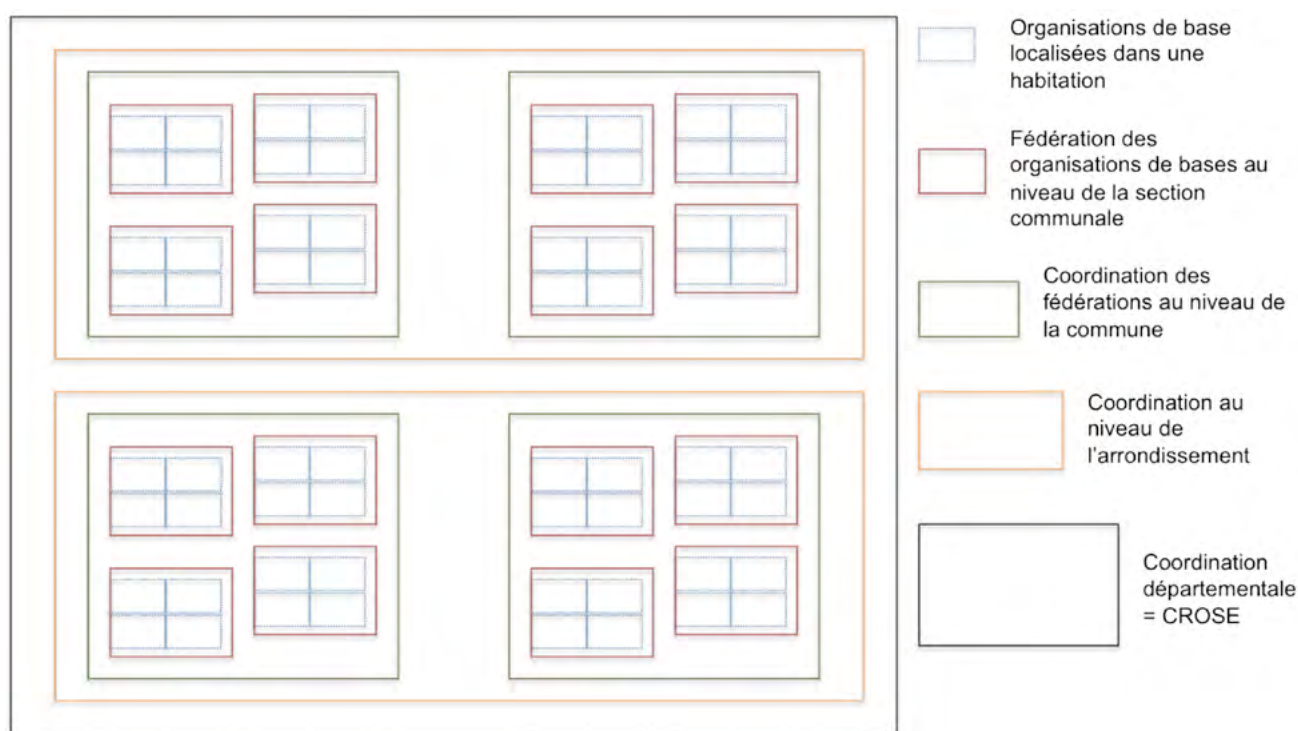 Organisations de base
localisées dans une
habitation
Fédération des
organisations de bases au
niveau de la section
communale
Coordination des
fédérations au niveau de
la commune
Coordination au
niveau de
l'arrondissement
Coordination
départementale
= CROSE